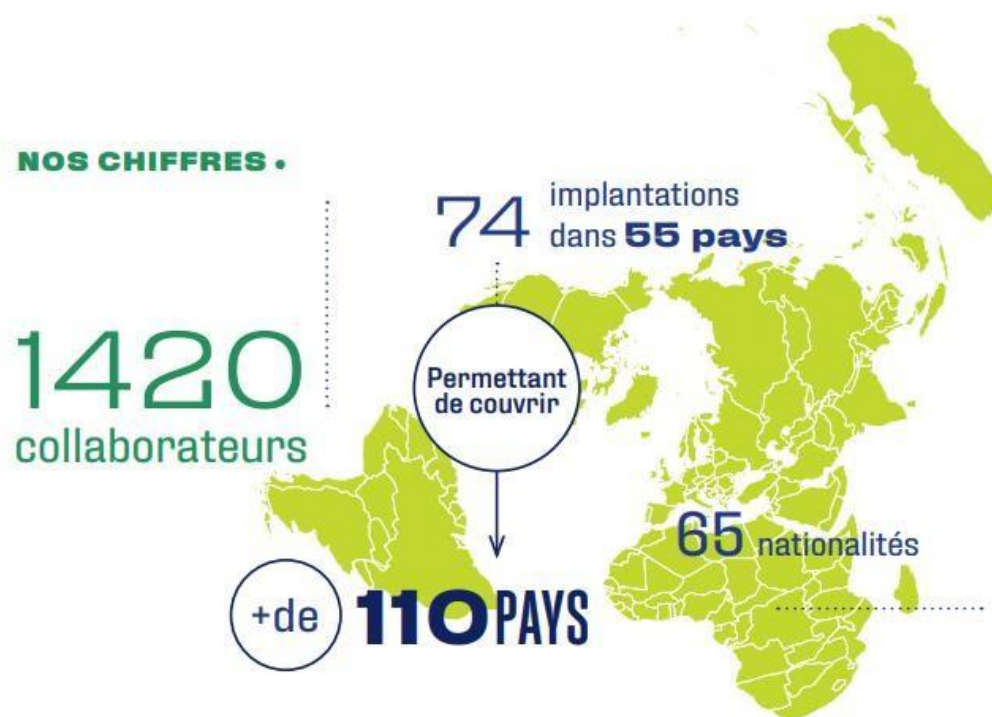 NOS CHIFFRES •
1420
collaborateurs
74
implantations
dans 55 pays
Permettant
de couvrir
+de
110 PAYS
65 nationalités